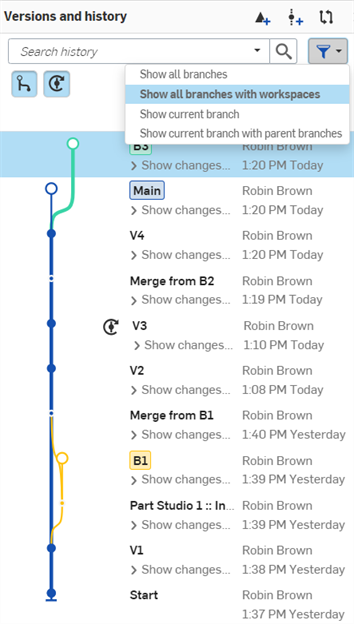 Versions and history
Search history
Show all branches
Show all branches with workspaces
Show current branch
Show current branch with parent branches
B3 Robin Brown
Show changes... 1:20 PM Today
Main Robin Brown
Show changes... 1:20 PM Today
V4 Robin Brown
Show changes... 1:20 PM Today
Merge from B2 Robin Brown
Show changes... 1:19 PM Today
V3 Robin Brown
Show changes... 1:10 PM Today
V2 Robin Brown
Show changes... 1:08 PM Today
Merge from B1 Robin Brown
Show changes... 1:40 PM Yesterday
B1 Robin Brown
Show changes... 1:39 PM Yesterday
Part Studio 1 :: In... Robin Brown
Show changes... 1:39 PM Yesterday
V1 Robin Brown
Show changes... 1:38 PM Yesterday
Start Robin Brown
1:37 PM Yesterday